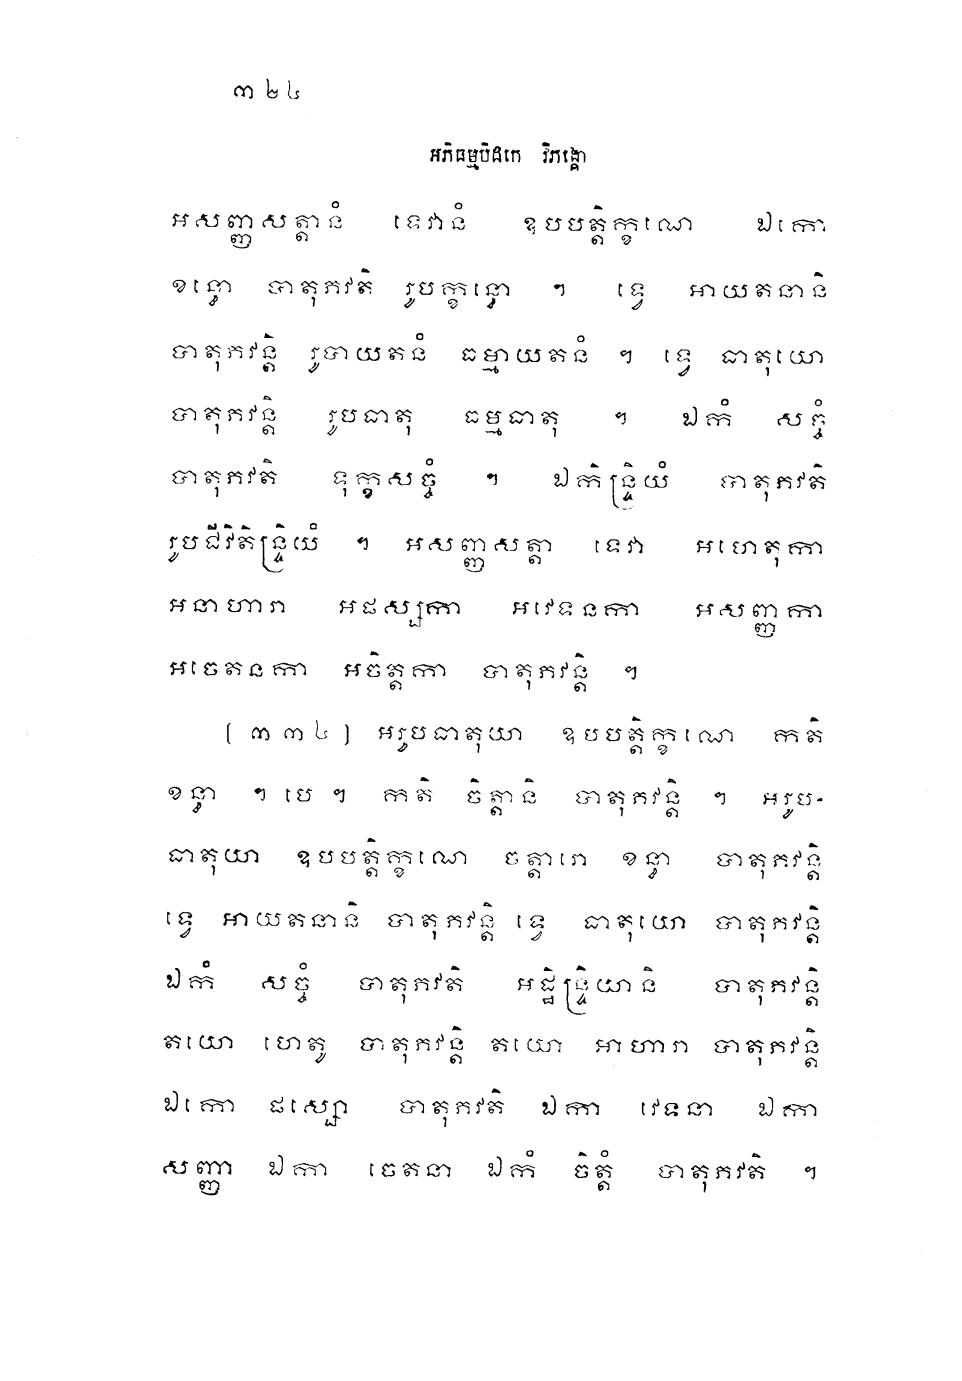 ៣២៤
អភិធម្មបិដកេ វិភង្គោ
អសញ្ញសត្តានំ ទេវានំ ឧបបត្តិក្ខណេ ឯកោ
ខន្ធោ បាតុភវតិ រូបក្ខន្ធោ ។ ទ្វេ អាយតនានិ
បាតុភវន្តិ រូបាយតនំ ធម្មាយតនំ ។ ទ្វេ ធាតុយោ
បាតុភវន្តិ រូបធាតុ ធម្មធាតុ ។ ឯកំ សច្ចំ
បាតុភវតិ ទុក្ខសច្ចំ ។ ឯកិន្ទ្រិយំ បាតុភវតិ
រូបជីវិតិន្ទ្រិយំ ។ អសញ្ញសត្តា ទេវា អហេតុកា
អនាហារា អផស្សកា អវេទនកា អសញ្ញកា
អចេតនកា អចិត្តកា បាតុភវន្តិ ។
[៣៣៤] អរូបធាតុយា ឧបបត្តិក្ខណេ កតិ
ខន្ធា ។ បេ ។ កតិ ចិត្តានិ បាតុភវន្តិ ។ អរូប-
ធាតុយា ឧបបត្តិក្ខណេ ចត្តារោ ខន្ធា បាតុភវន្តិ
ទ្វេ អាយតនានិ បាតុភវន្តិ ទ្វេ ធាតុយោ បាតុភវន្តិ
ឯកំ សច្ចំ បាតុភវតិ អដ្ឋិន្ទ្រិយានិ បាតុភវន្តិ
តយោ ហេតូ បាតុភវន្តិ តយោ អាហារា បាតុភវន្តិ
ឯកោ ផស្សោ បាតុភវតិ ឯកា វេទនា ឯកា
សញ្ញា ឯកា ចេតនា ឯកំ ចិត្តំ បាតុភវតិ ។